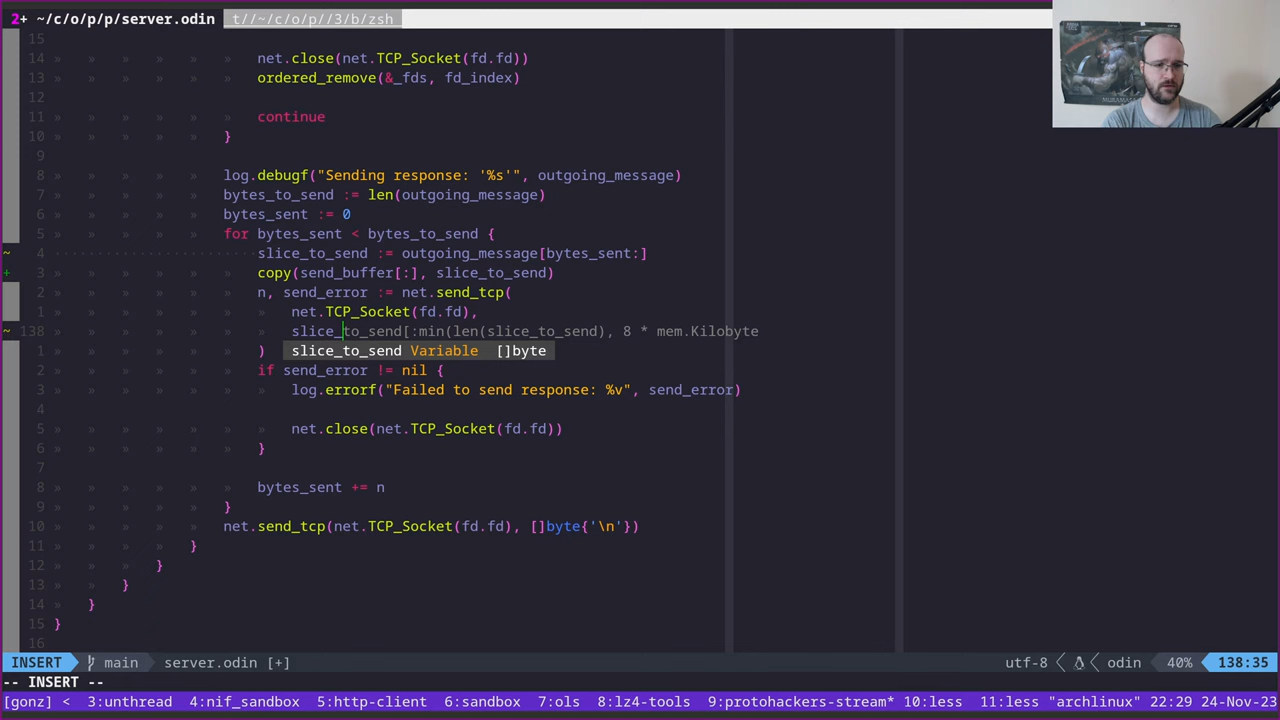 2+ ~/c/o/p/p/server.odin t//~/c/o/p//3/b/zsh
15
14 net.close(net.TCP_Socket(fd.fd))
13 ordered_remove(&_fds, fd_index)
12
11 continue
10 }
9
8 log.debugf("Sending response: '%s'", outgoing_message)
7 bytes_to_send := len(outgoing_message)
6 bytes_sent := 0
5 for bytes_sent < bytes_to_send {
~ 4 slice_to_send := outgoing_message[bytes_sent:]
+ 3 copy(send_buffer[:], slice_to_send)
2 n, send_error := net.send_tcp(
1 net.TCP_Socket(fd.fd),
~ 138 slice_to_send[:min(len(slice_to_send), 8 * mem.Kilobyte
1 ) slice_to_send Variable []byte
2 if send_error != nil {
3 log.errorf("Failed to send response: %v", send_error)
4
5 net.close(net.TCP_Socket(fd.fd))
6 }
7
8 bytes_sent += n
9 }
10 net.send_tcp(net.TCP_Socket(fd.fd), []byte{'\n'})
11 }
12 }
13 }
14 }
15 }
16
INSERT main server.odin [+] utf-8 odin 40% 138:35
-- INSERT --
[gonz] < 3:unthread 4:nif_sandbox 5:http-client 6:sandbox 7:ols 8:lz4-tools 9:protohackers-stream* 10:less 11:less "archlinux" 22:29 24-Nov-23